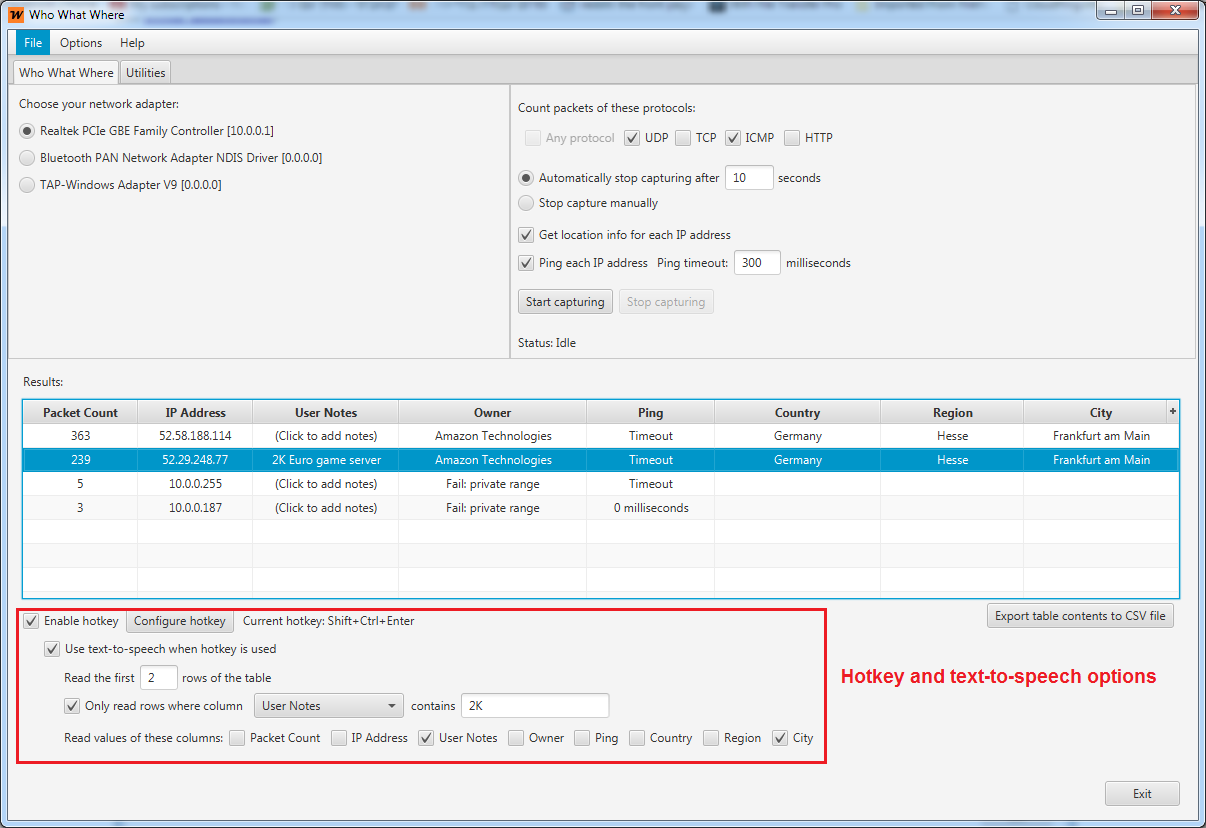 Who What Where
File Options Help
Who What Where Utilities
Choose your network adapter:
Realtek PCIe GBE Family Controller [10.0.0.1]
Bluetooth PAN Network Adapter NDIS Driver [0.0.0.0]
TAP-Windows Adapter V9 [0.0.0.0]
Count packets of these protocols:
Any protocol UDP TCP ICMP HTTP
Automatically stop capturing after 10 seconds
Stop capture manually
Get location info for each IP address
Ping each IP address Ping timeout: 300 milliseconds
Start capturing Stop capturing
Status: Idle
Results:
Packet Count IP Address User Notes Owner Ping Country Region City +
363 52.58.188.114 (Click to add notes) Amazon Technologies Timeout Germany Hesse Frankfurt am Main
239 52.29.248.77 2K Euro game server Amazon Technologies Timeout Germany Hesse Frankfurt am Main
5 10.0.0.255 (Click to add notes) Fail: private range Timeout
3 10.0.0.187 (Click to add notes) Fail: private range 0 milliseconds
Enable hotkey Configure hotkey Current hotkey: Shift+Ctrl+Enter
Export table contents to CSV file
Use text-to-speech when hotkey is used
Read the first 2 rows of the table
Only read rows where column User Notes contains 2K
Read values of these columns: Packet Count IP Address User Notes Owner Ping Country Region City
Hotkey and text-to-speech options
Exit